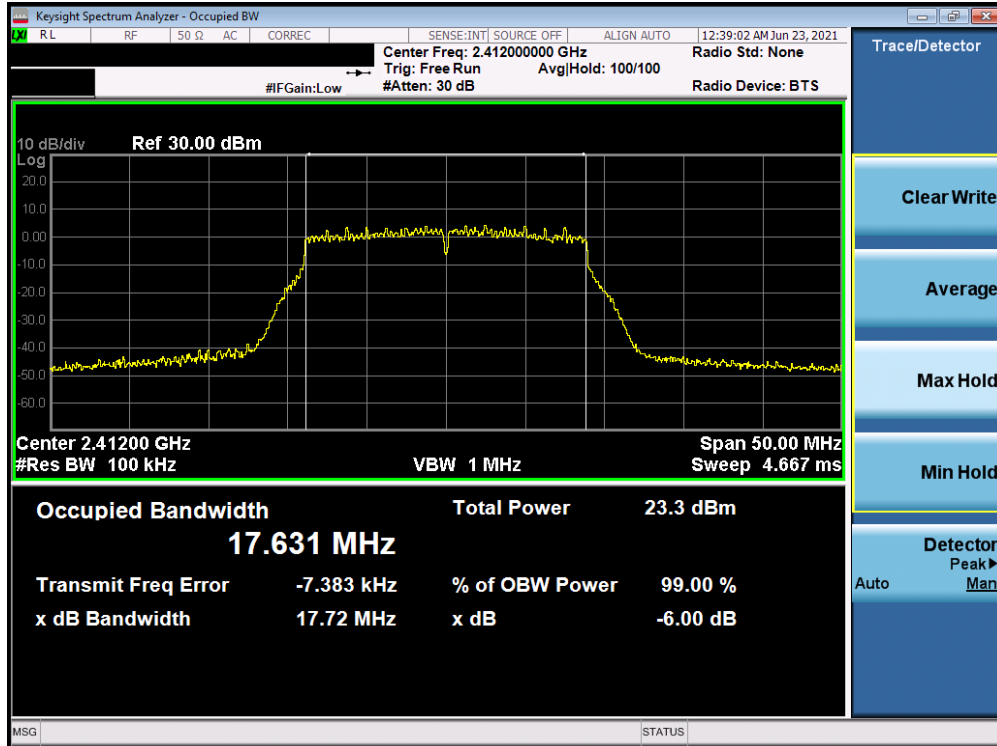 Keysight Spectrum Analyzer - Occupied BW
LXI RL RF 50 Ω AC CORREC SENSE:INT SOURCE OFF ALIGN AUTO 12:39:02 AM Jun 23, 2021
Center Freq: 2.412000000 GHz Radio Std: None
Trig: Free Run Avg|Hold: 100/100
#IFGain:Low #Atten: 30 dB Radio Device: BTS
10 dB/div Ref 30.00 dBm
Log
20.0
10.0
0.00
-10.0
-20.0
-30.0
-40.0
-50.0
-60.0
Center 2.41200 GHz Span 50.00 MHz
#Res BW 100 kHz VBW 1 MHz Sweep 4.667 ms
Occupied Bandwidth Total Power 23.3 dBm
17.631 MHz
Transmit Freq Error -7.383 kHz % of OBW Power 99.00 %
x dB Bandwidth 17.72 MHz x dB -6.00 dB
MSG STATUS
Trace/Detector
Clear Write
Average
Max Hold
Min Hold
Detector
Peak▶
Auto Man